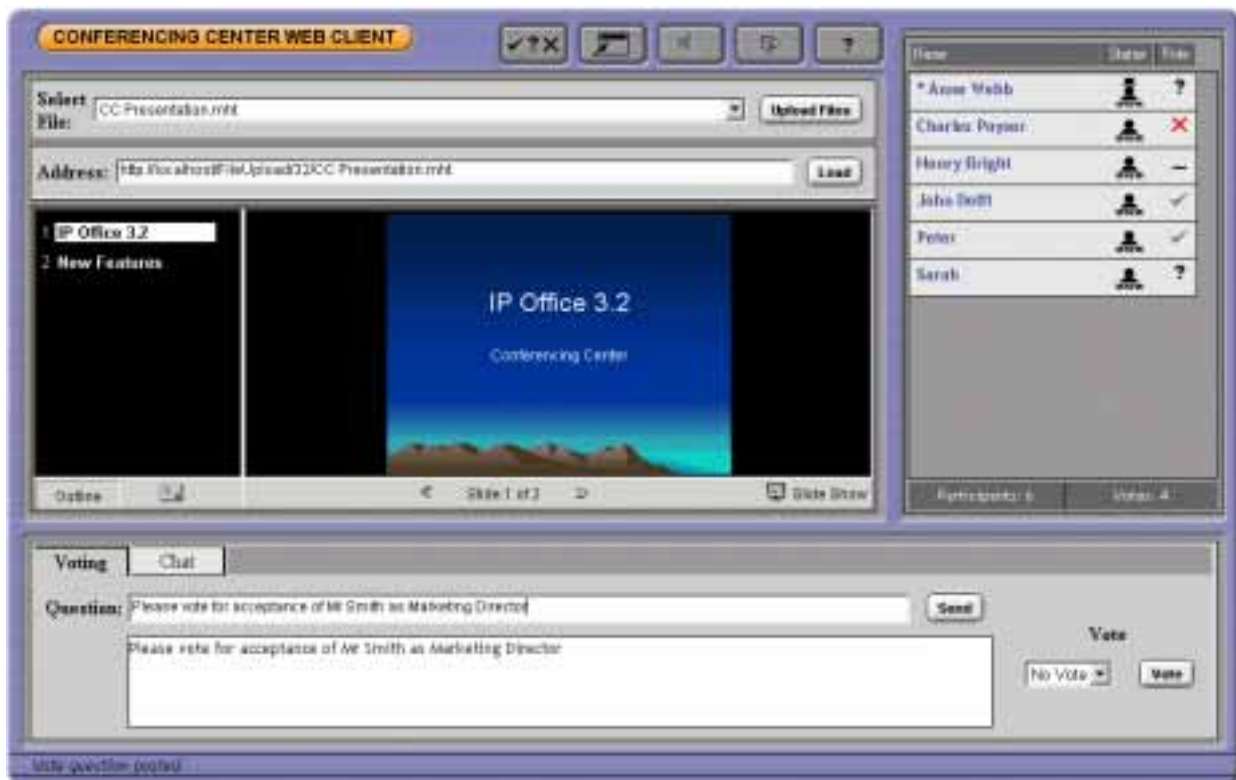 CONFERENCING CENTER WEB CLIENT
✓?X
?
Select File:
CC Presentation.mht
Upload Files
Address:
Load
1 IP Office 3.2
2 New Features
IP Office 3.2
Conferencing Center
Outline
Slide 1 of 2
Slide Show
Name Status Vote
* Anne Webb ?
Charles Paynor X
Henry Bright –
John Dolft ✓
Peter ✓
Sarah ?
Participants: 6
Votes: 4
Voting
Chat
Question:
Please vote for acceptance of Mr Smith as Marketing Director
Send
Please vote for acceptance of Mr Smith as Marketing Director
Vote
No Vote
Vote
Vote question posted